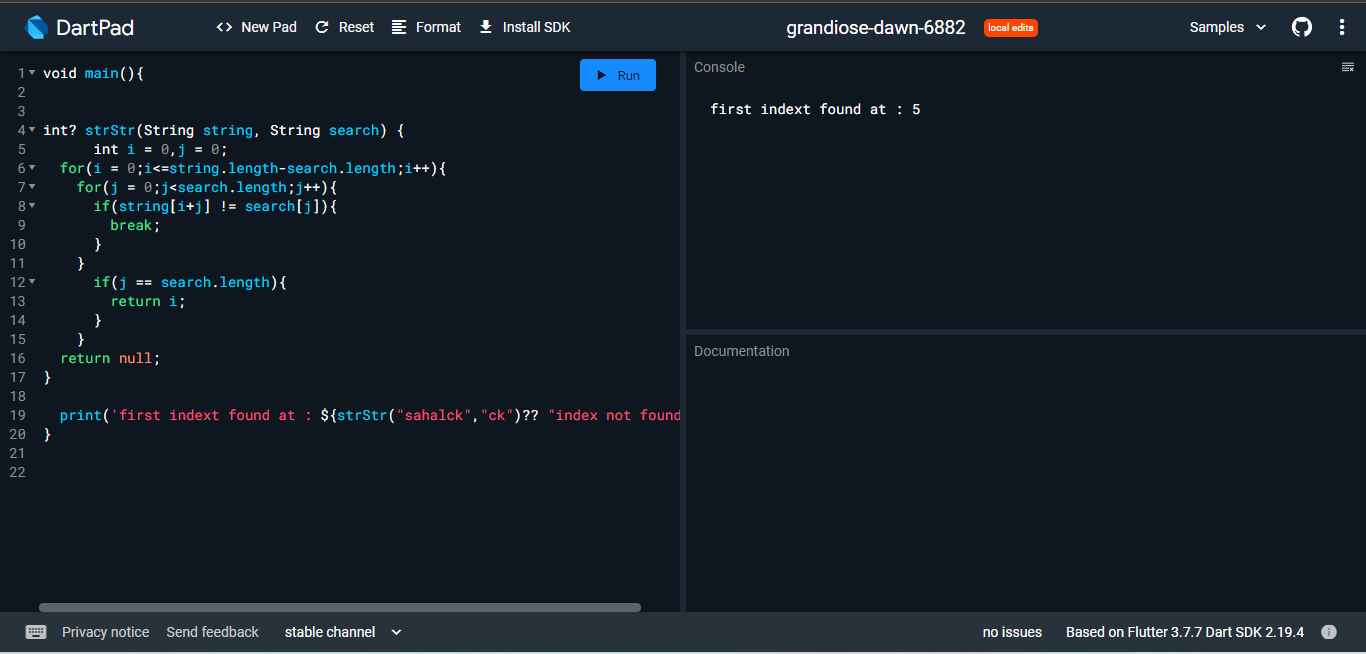 DartPad
<> New Pad Reset Format Install SDK
grandiose-dawn-6882 local edits
Samples
1 void main(){
2
3
4 int? strStr(String string, String search) {
5 int i = 0,j = 0;
6 for(i = 0;i<=string.length-search.length;i++){
7 for(j = 0;j<search.length;j++){
8 if(string[i+j] != search[j]){
9 break;
10 }
11 }
12 if(j == search.length){
13 return i;
14 }
15 }
16 return null;
17 }
18
19 print('first indext found at : ${strStr("sahalck","ck")?? "index not found
20 }
21
22
Run
Console
first indext found at : 5
Documentation
Privacy notice Send feedback stable channel
no issues Based on Flutter 3.7.7 Dart SDK 2.19.4 i